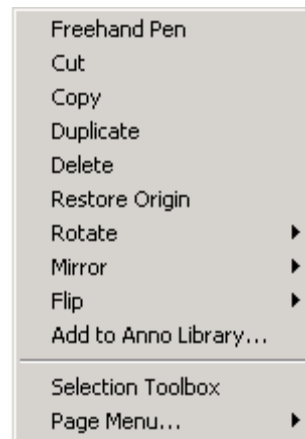 Freehand Pen
Cut
Copy
Duplicate
Delete
Restore Origin
Rotate
Mirror
Flip
Add to Anno Library...
Selection Toolbox
Page Menu...